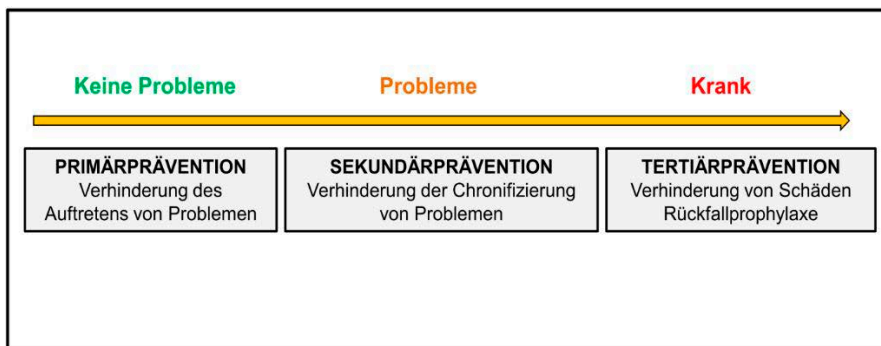 Keine Probleme
Probleme
Krank
PRIMÄRPRÄVENTION
Verhinderung des
Auftretens von Problemen
SEKUNDÄRPRÄVENTION
Verhinderung der Chronifizierung
von Problemen
TERTIÄRPRÄVENTION
Verhinderung von Schäden
Rückfallprophylaxe